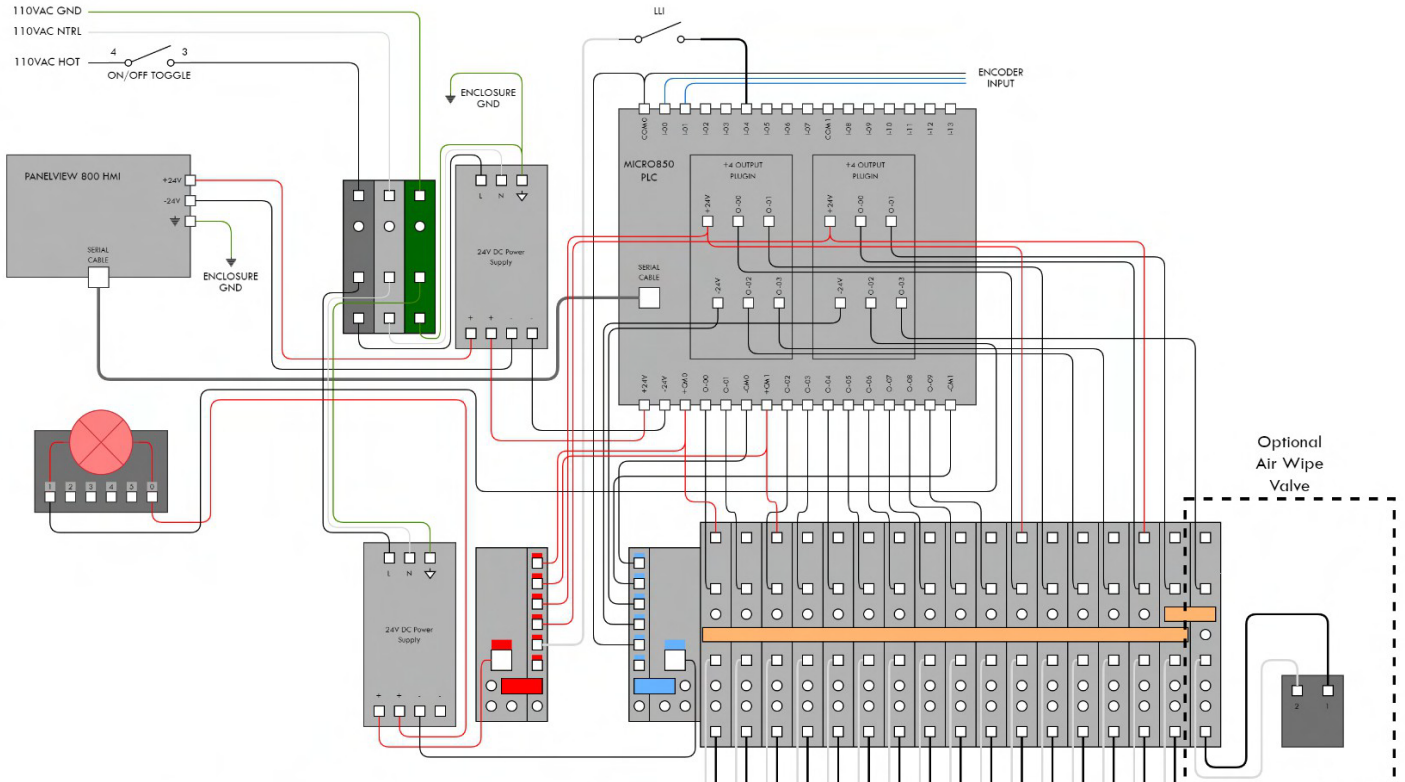 110VAC GND
110VAC NTRL
110VAC HOT
4
3
ON/OFF TOGGLE
LLI
ENCODER
INPUT
ENCLOSURE
GND
COM0
I-00
I-01
I-02
I-03
I-04
I-05
I-06
I-07
COM1
I-08
I-09
I-10
I-11
I-12
I-13
PANELVIEW 800 HMI
+24V
-24V
SERIAL
CABLE
ENCLOSURE
GND
L
N
24V DC Power
Supply
+
+
-
-
MICRO850
PLC
+4 OUTPUT
PLUGIN
+24V
O-00
O-01
-24V
O-02
O-03
+4 OUTPUT
PLUGIN
+24V
O-00
O-01
-24V
O-02
O-03
SERIAL
CABLE
+24V
-24V
+CM0
O-00
O-01
-CM0
+CM1
O-02
O-03
O-04
O-05
O-06
O-07
O-08
O-09
-CM1
1
2
3
4
5
0
L
N
24V DC Power
Supply
+
+
-
-
Optional
Air Wipe
Valve
2
1